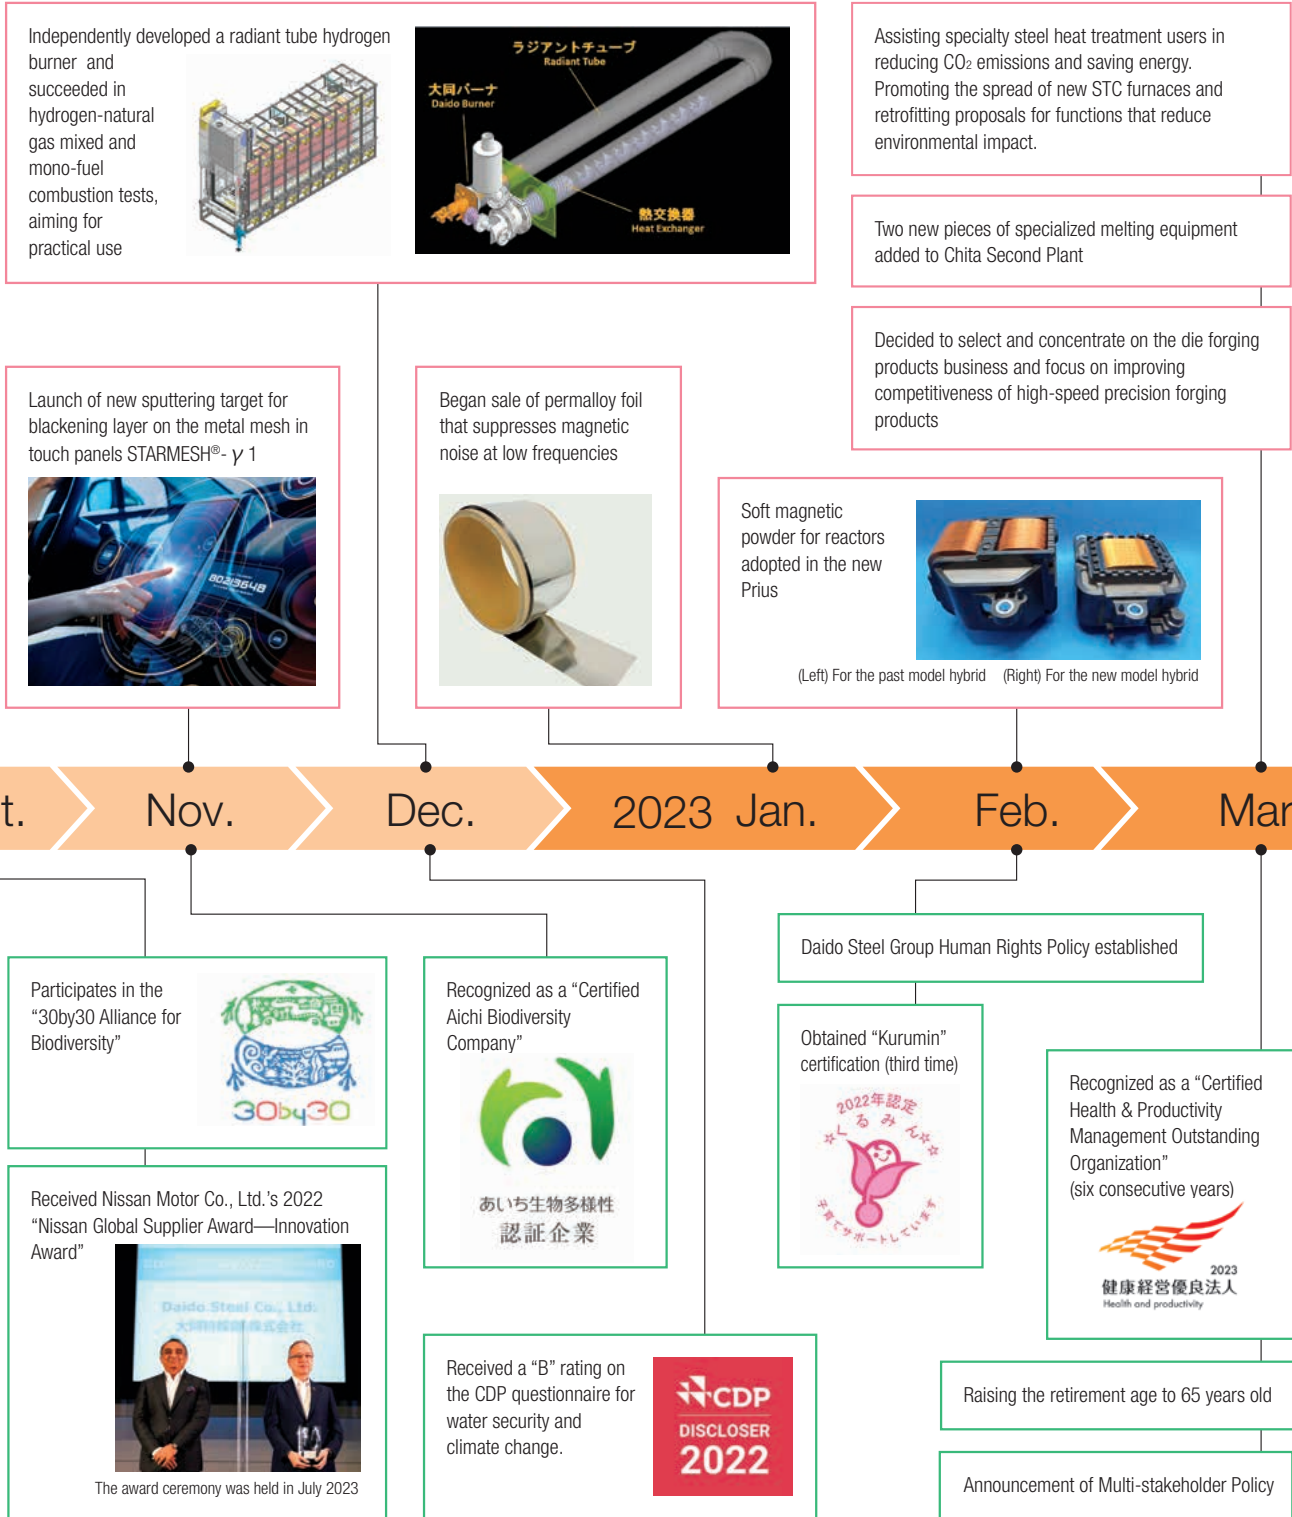 Independently developed a radiant tube hydrogen
burner and
succeeded in
hydrogen-natural
gas mixed and
mono-fuel
combustion tests,
aiming for
practical use
ラジアントチューブ
Radiant Tube
大同バーナ
Daido Burner
熱交換器
Heat Exchanger
Assisting specialty steel heat treatment users in
reducing CO₂ emissions and saving energy.
Promoting the spread of new STC furnaces and
retrofitting proposals for functions that reduce
environmental impact.
Two new pieces of specialized melting equipment
added to Chita Second Plant
Decided to select and concentrate on the die forging
products business and focus on improving
competitiveness of high-speed precision forging
products
Launch of new sputtering target for
blackening layer on the metal mesh in
touch panels STARMESH®-γ 1
80213648
Began sale of permalloy foil
that suppresses magnetic
noise at low frequencies
Soft magnetic
powder for reactors
adopted in the new
Prius
(Left) For the past model hybrid (Right) For the new model hybrid
t.
Nov.
Dec.
2023 Jan.
Feb.
Mar
Participates in the
“30by30 Alliance for
Biodiversity”
30by30
Received Nissan Motor Co., Ltd.’s 2022
“Nissan Global Supplier Award—Innovation
Award”
Daido Steel Co., Ltd.
The award ceremony was held in July 2023
Recognized as a “Certified
Aichi Biodiversity
Company”
あいち生物多様性
認証企業
Received a “B” rating on
the CDP questionnaire for
water security and
climate change.
CDP
DISCLOSER
2022
Daido Steel Group Human Rights Policy established
Obtained “Kurumin”
certification (third time)
2022年認定
くるみん
子育てサポートしています
Recognized as a “Certified
Health & Productivity
Management Outstanding
Organization”
(six consecutive years)
2023
健康経営優良法人
Health and productivity
Raising the retirement age to 65 years old
Announcement of Multi-stakeholder Policy